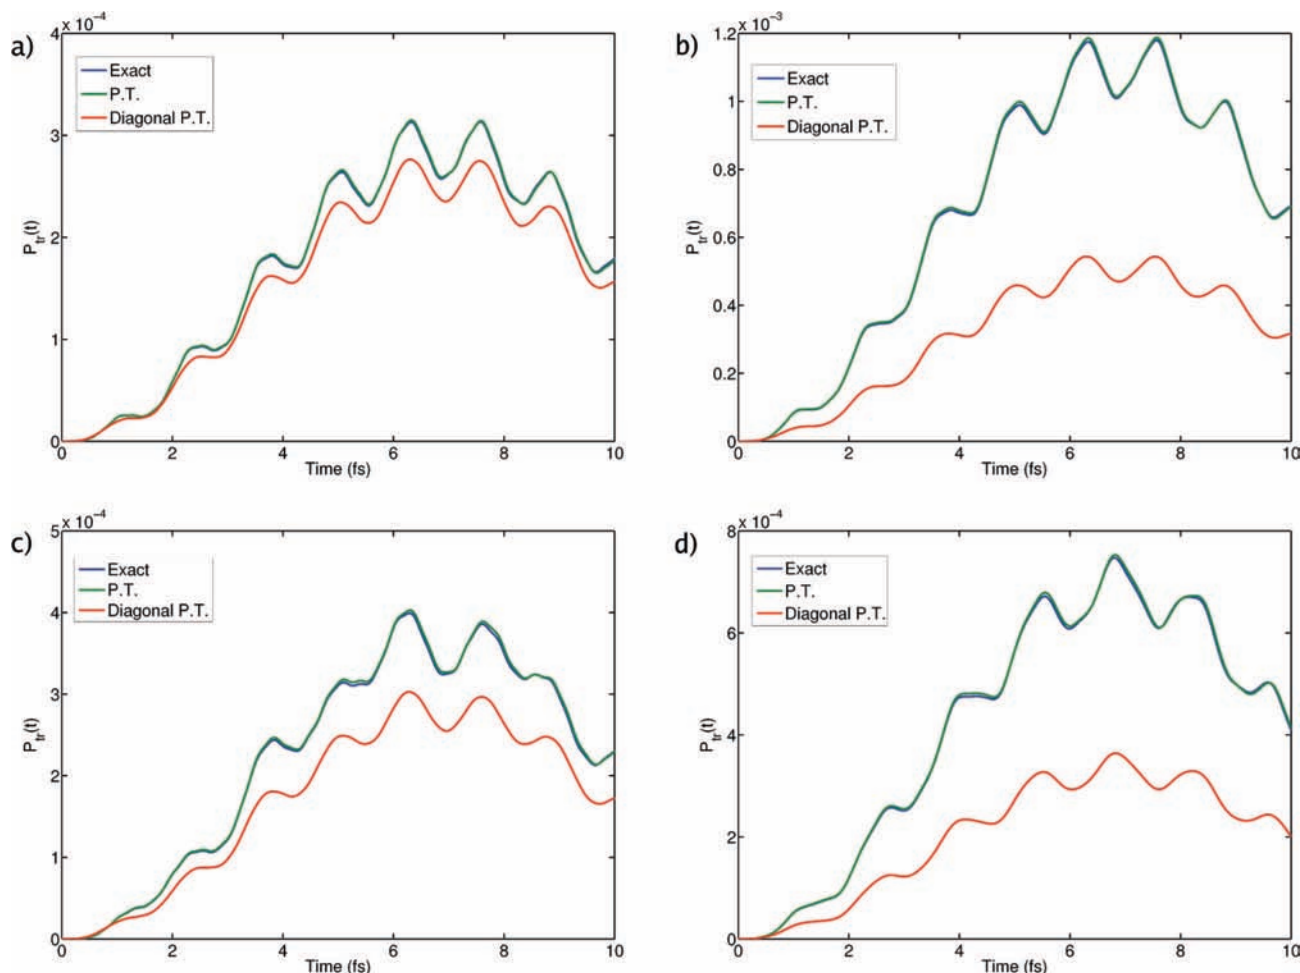 a)
x 10^-4
4
3
2
1
0
P_tr(t)
Exact
P.T.
Diagonal P.T.
0 2 4 6 8 10
Time (fs)
b)
x 10^-3
1.2
1
0.8
0.6
0.4
0.2
0
P_tr(t)
Exact
P.T.
Diagonal P.T.
0 2 4 6 8 10
Time (fs)
c)
x 10^-4
5
4
3
2
1
0
P_tr(t)
Exact
P.T.
Diagonal P.T.
0 2 4 6 8 10
Time (fs)
d)
x 10^-4
8
6
4
2
0
P_tr(t)
Exact
P.T.
Diagonal P.T.
0 2 4 6 8 10
Time (fs)